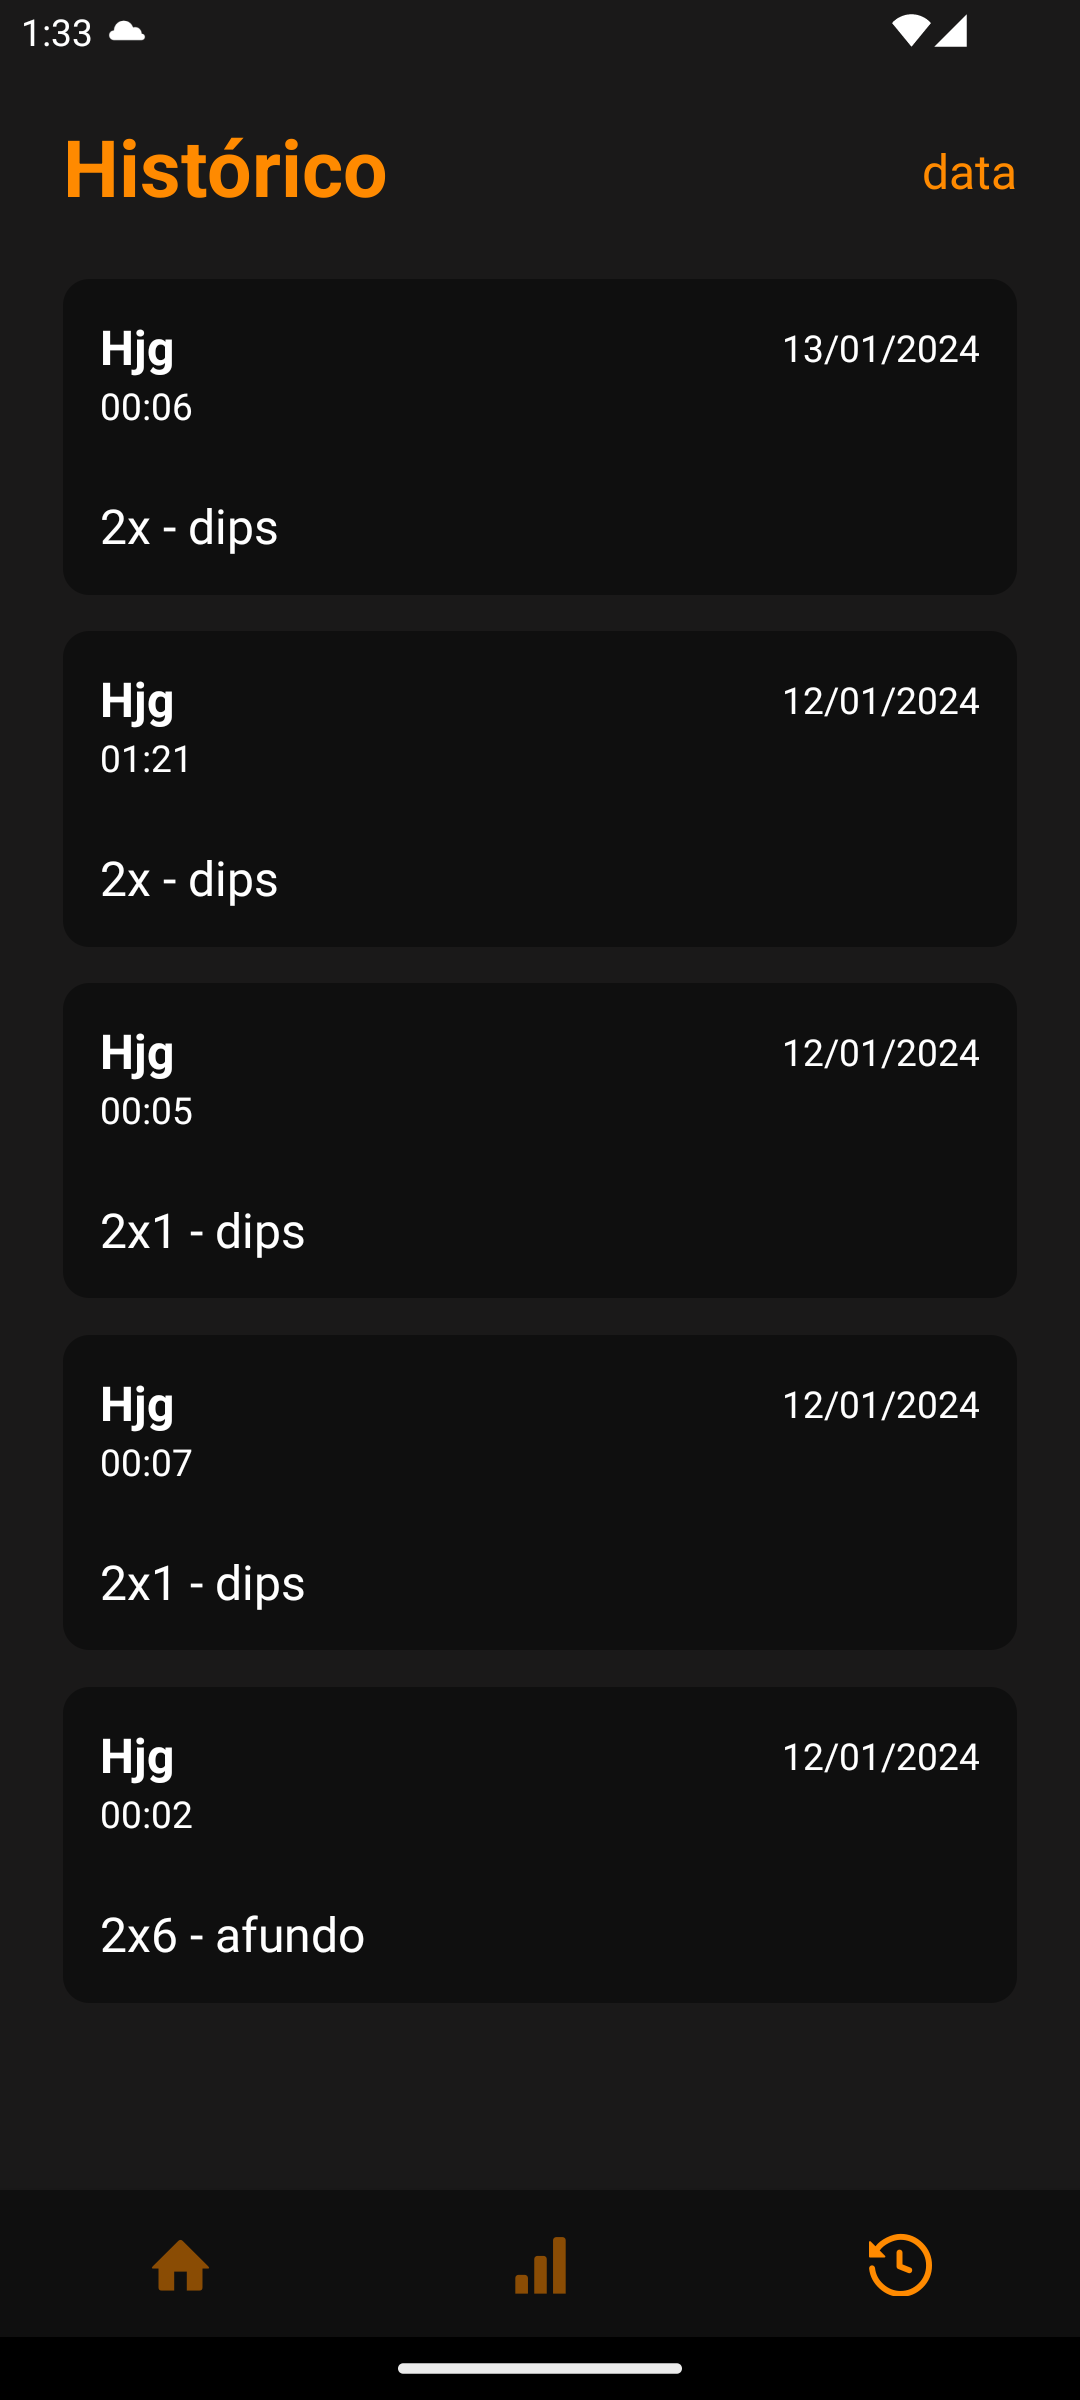 1:33
Histórico
data
Hjg
13/01/2024
00:06
2x - dips
Hjg
12/01/2024
01:21
2x - dips
Hjg
12/01/2024
00:05
2x1 - dips
Hjg
12/01/2024
00:07
2x1 - dips
Hjg
12/01/2024
00:02
2x6 - afundo